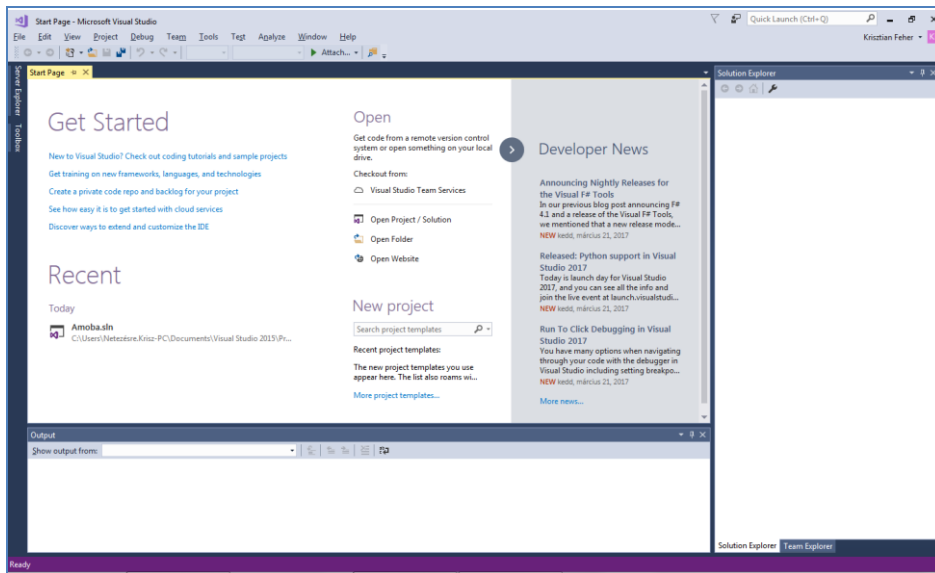 Start Page - Microsoft Visual Studio
Quick Launch (Ctrl+Q)
File Edit View Project Debug Team Tools Test Analyze Window Help
Krisztian Feher
K
Attach...
Server Explorer
Toolbox
Start Page
Get Started
New to Visual Studio? Check out coding tutorials and sample projects
Get training on new frameworks, languages, and technologies
Create a private code repo and backlog for your project
See how easy it is to get started with cloud services
Discover ways to extend and customize the IDE
Recent
Today
Amoba.sln
C:\Users\Netezésre.Krisz-PC\Documents\Visual Studio 2015\Pr...
Open
Get code from a remote version control
system or open something on your local
drive.
Checkout from:
Visual Studio Team Services
Open Project / Solution
Open Folder
Open Website
New project
Search project templates
Recent project templates:
The new project templates you use
appear here. The list also roams wi...
More project templates...
Developer News
Announcing Nightly Releases for
the Visual F# Tools
In our previous blog post announcing F#
4.1 and a release of the Visual F# Tools,
we mentioned that a new release mode...
NEW kedd, március 21, 2017
Released: Python support in Visual
Studio 2017
Today is launch day for Visual Studio
2017, and you can see all the info and
join the live event at launch.visualstudi...
NEW kedd, március 21, 2017
Run To Click Debugging in Visual
Studio 2017
You have many options when navigating
through your code with the debugger in
Visual Studio including setting breakpo...
NEW kedd, március 21, 2017
More news...
Solution Explorer
Output
Show output from:
Solution Explorer Team Explorer
Ready